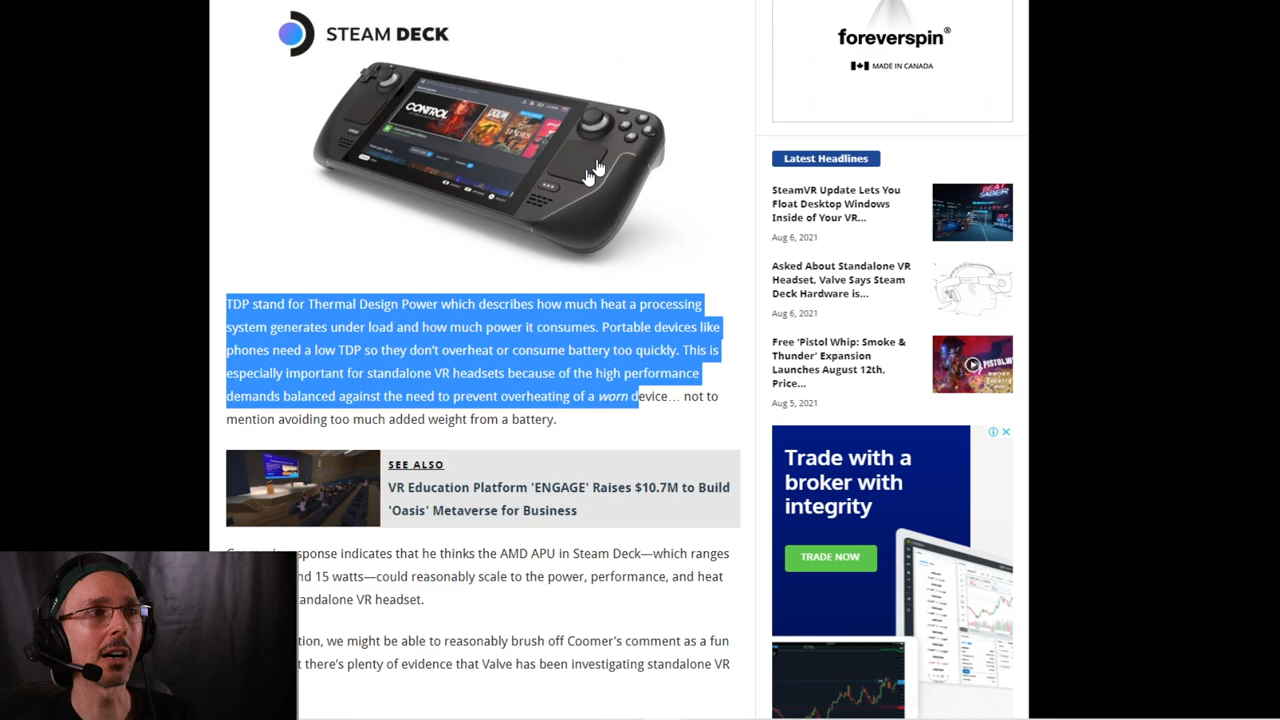 STEAM DECK
CONTROL
TDP stand for Thermal Design Power which describes how much heat a processing
system generates under load and how much power it consumes. Portable devices like
phones need a low TDP so they don't overheat or consume battery too quickly. This is
especially important for standalone VR headsets because of the high performance
demands balanced against the need to prevent overheating of a worn device… not to
mention avoiding too much added weight from a battery.
SEE ALSO
VR Education Platform 'ENGAGE' Raises $10.7M to Build
'Oasis' Metaverse for Business
sponse indicates that he thinks the AMD APU in Steam Deck—which ranges
nd 15 watts—could reasonably scale to the power, performance, and heat
tandalone VR headset.
tion, we might be able to reasonably brush off Coomer's comment as a fun
there's plenty of evidence that Valve has been investigating standalone VR
foreverspin®
MADE IN CANADA
Latest Headlines
SteamVR Update Lets You
Float Desktop Windows
Inside of Your VR...
Aug 6, 2021
BEAT
SABER
Asked About Standalone VR
Headset, Valve Says Steam
Deck Hardware is...
Aug 6, 2021
Free 'Pistol Whip: Smoke &
Thunder' Expansion
Launches August 12th,
Price...
Aug 5, 2021
Trade with a
broker with
integrity
TRADE NOW